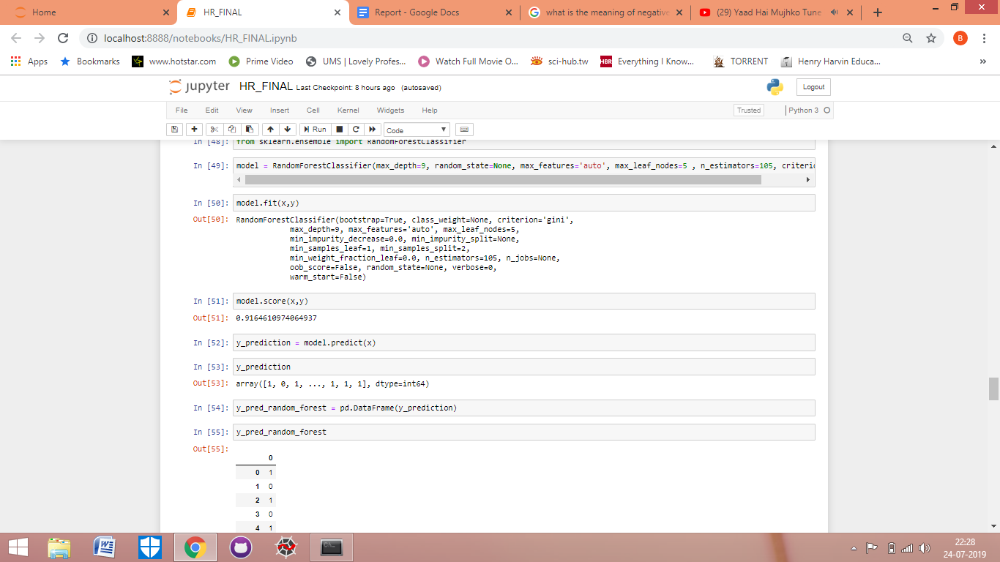 Home
HR_FINAL
Report - Google Docs
what is the meaning of negative
(29) Yaad Hai Mujhko Tune
localhost:8888/notebooks/HR_FINAL.ipynb
B
Apps
Bookmarks
www.hotstar.com
Prime Video
UMS | Lovely Profes...
Watch Full Movie O...
sci-hub.tw
HBR Everything I Know...
TORRENT
Henry Harvin Educa...
»
jupyter HR_FINAL Last Checkpoint: 8 hours ago (autosaved)
Logout
File Edit View Insert Cell Kernel Widgets Help
Trusted
Python 3
Run
Code
In [48]: from sklearn.ensemble import RandomForestClassifier
In [49]: model = RandomForestClassifier(max_depth=9, random_state=None, max_features='auto', max_leaf_nodes=5 , n_estimators=105, criterio
In [50]: model.fit(x,y)
Out[50]: RandomForestClassifier(bootstrap=True, class_weight=None, criterion='gini',
max_depth=9, max_features='auto', max_leaf_nodes=5,
min_impurity_decrease=0.0, min_impurity_split=None,
min_samples_leaf=1, min_samples_split=2,
min_weight_fraction_leaf=0.0, n_estimators=105, n_jobs=None,
oob_score=False, random_state=None, verbose=0,
warm_start=False)
In [51]: model.score(x,y)
Out[51]: 0.9164610974064937
In [52]: y_prediction = model.predict(x)
In [53]: y_prediction
Out[53]: array([1, 0, 1, ..., 1, 1, 1], dtype=int64)
In [54]: y_pred_random_forest = pd.DataFrame(y_prediction)
In [55]: y_pred_random_forest
Out[55]:
0
0 1
1 0
2 1
3 0
4 1
22:28
24-07-2019